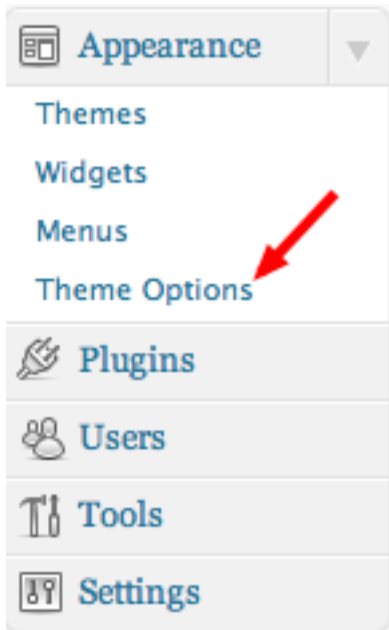 Appearance
Themes
Widgets
Menus
Theme Options
Plugins
Users
Tools
Settings